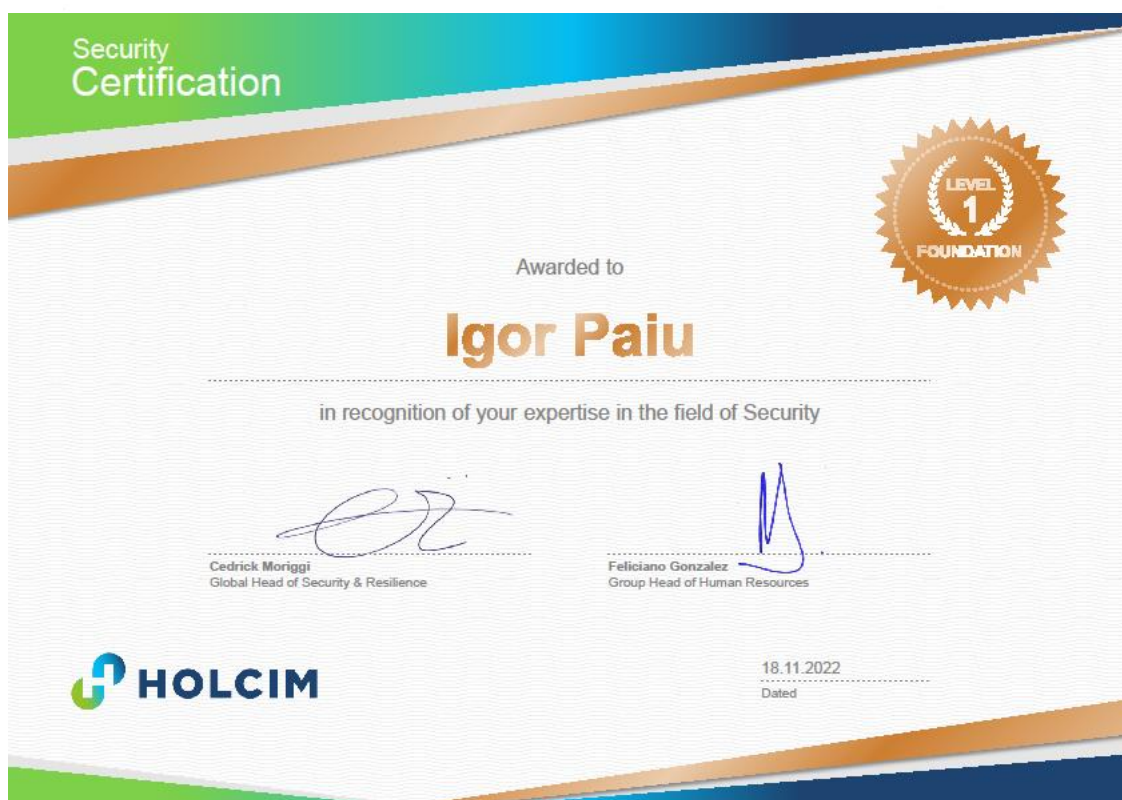 Security
Certification
LEVEL
1
FOUNDATION
Awarded to
Igor Paiu
in recognition of your expertise in the field of Security
Cedrick Moriggi
Global Head of Security & Resilience
Feliciano Gonzalez
Group Head of Human Resources
HOLCIM
18.11.2022
Dated